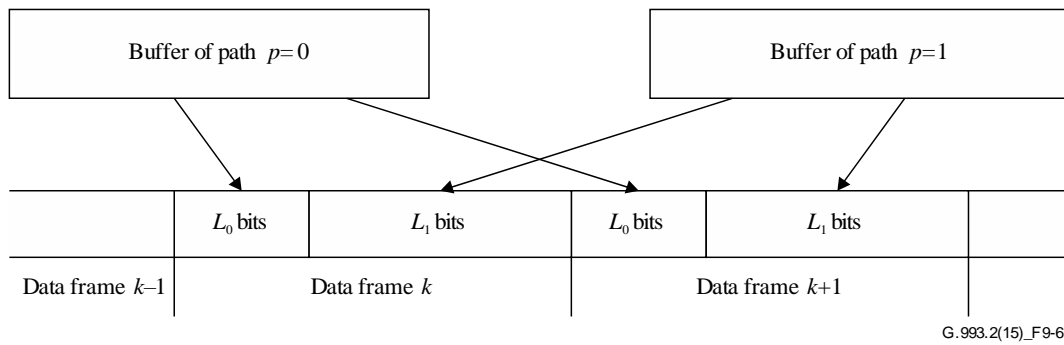 Buffer of path p=0
Buffer of path p=1
L₀ bits
L₁ bits
L₀ bits
L₁ bits
Data frame k–1
Data frame k
Data frame k+1
G.993.2(15)_F9-6